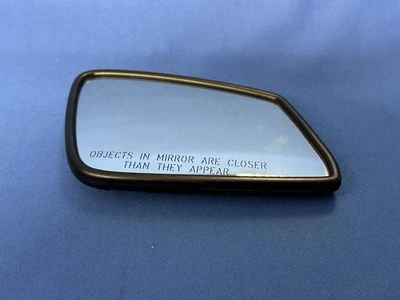 OBJECTS IN MIRROR ARE CLOSER
THAN THEY APPEAR